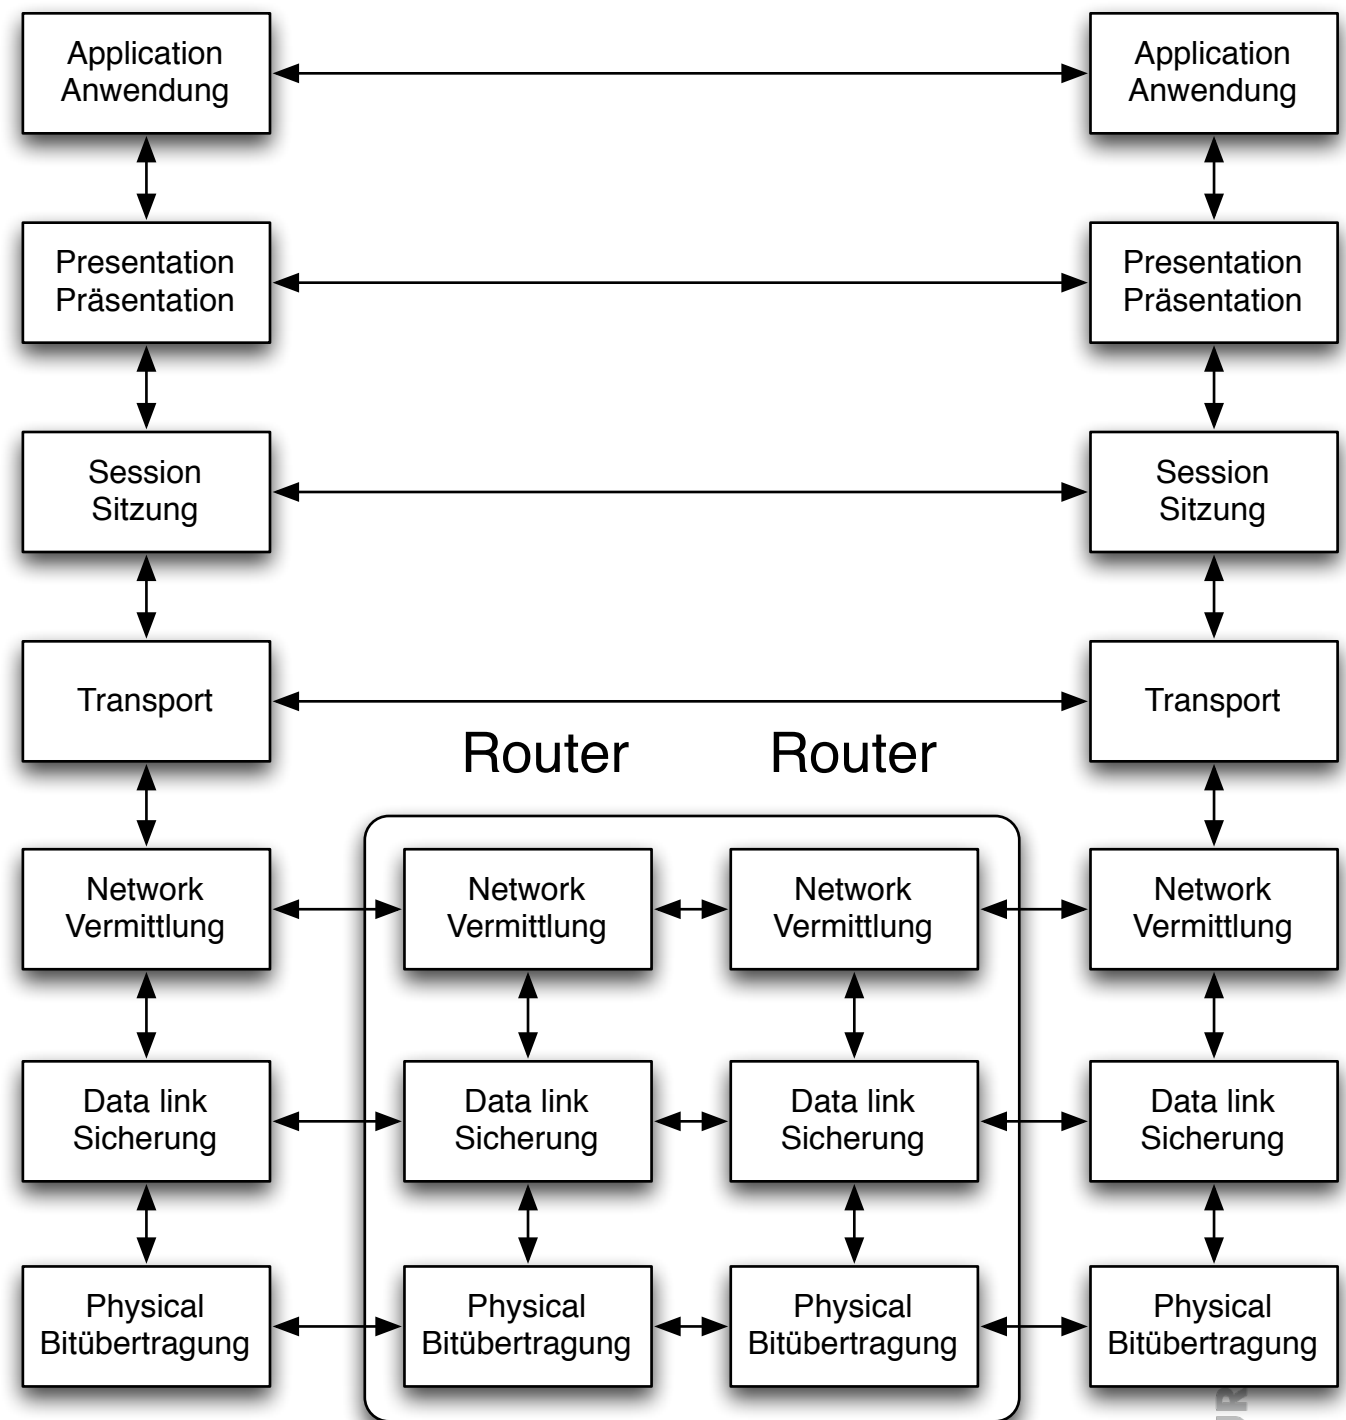 Application
Anwendung
Application
Anwendung
Presentation
Präsentation
Presentation
Präsentation
Session
Sitzung
Session
Sitzung
Transport
Transport
Router
Router
Network
Vermittlung
Network
Vermittlung
Network
Vermittlung
Network
Vermittlung
Data link
Sicherung
Data link
Sicherung
Data link
Sicherung
Data link
Sicherung
Physical
Bitübertragung
Physical
Bitübertragung
Physical
Bitübertragung
Physical
Bitübertragung